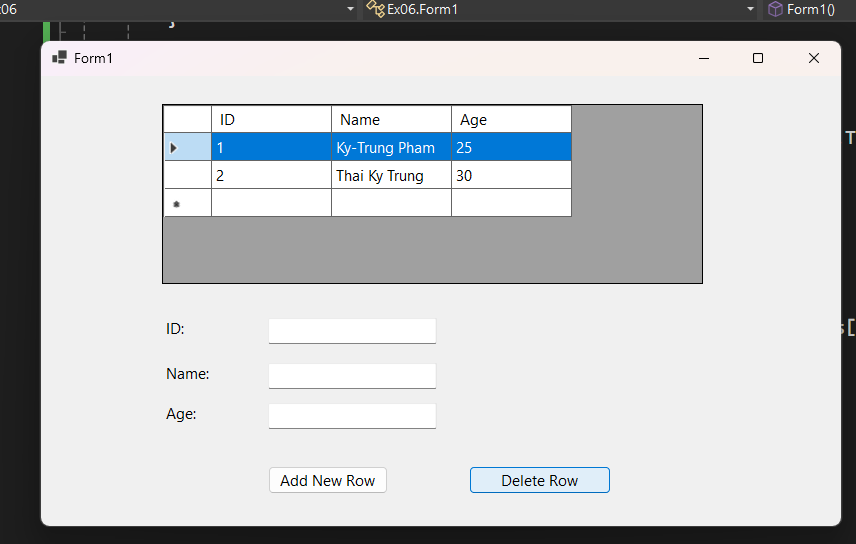 06 Ex06.Form1 Form1()
Form1
ID Name Age
1 Ky-Trung Pham 25
T
2 Thai Ky Trung 30
ID:
s[
Name:
Age:
Add New Row Delete Row